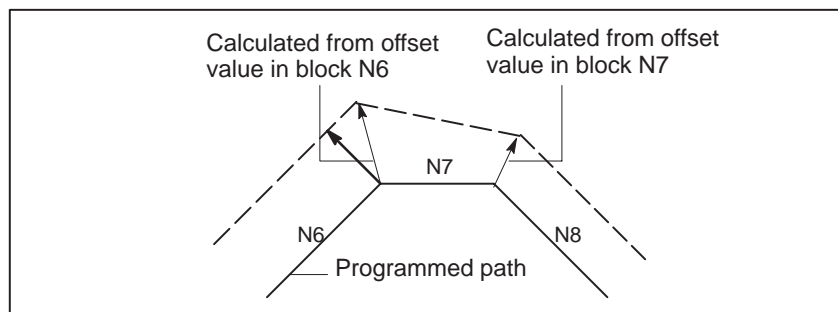 Calculated from offset
value in block N6
Calculated from offset
value in block N7
N7
N6
N8
Programmed path